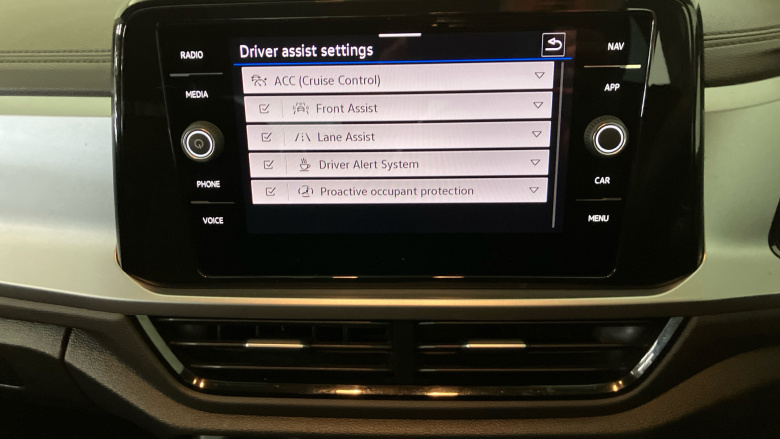 RADIO
MEDIA
PHONE
VOICE
Driver assist settings
ACC (Cruise Control)
Front Assist
Lane Assist
Driver Alert System
Proactive occupant protection
NAV
APP
CAR
MENU